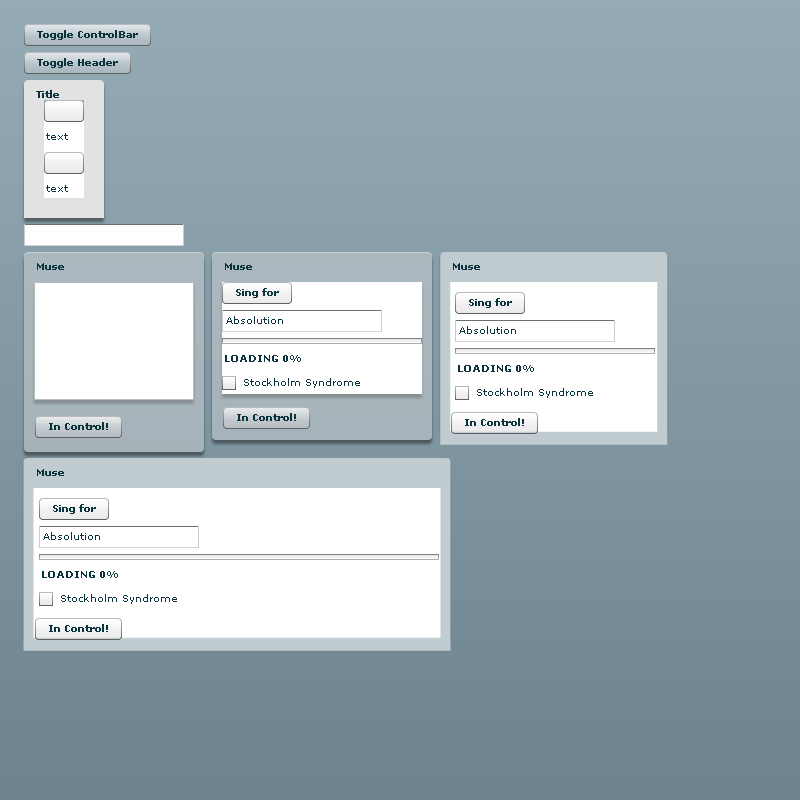 Toggle ControlBar
Toggle Header
Title
text
text
Muse
In Control!
Muse
Sing for
Absolution
LOADING 0%
Stockholm Syndrome
In Control!
Muse
Sing for
Absolution
LOADING 0%
Stockholm Syndrome
In Control!
Muse
Sing for
Absolution
LOADING 0%
Stockholm Syndrome
In Control!